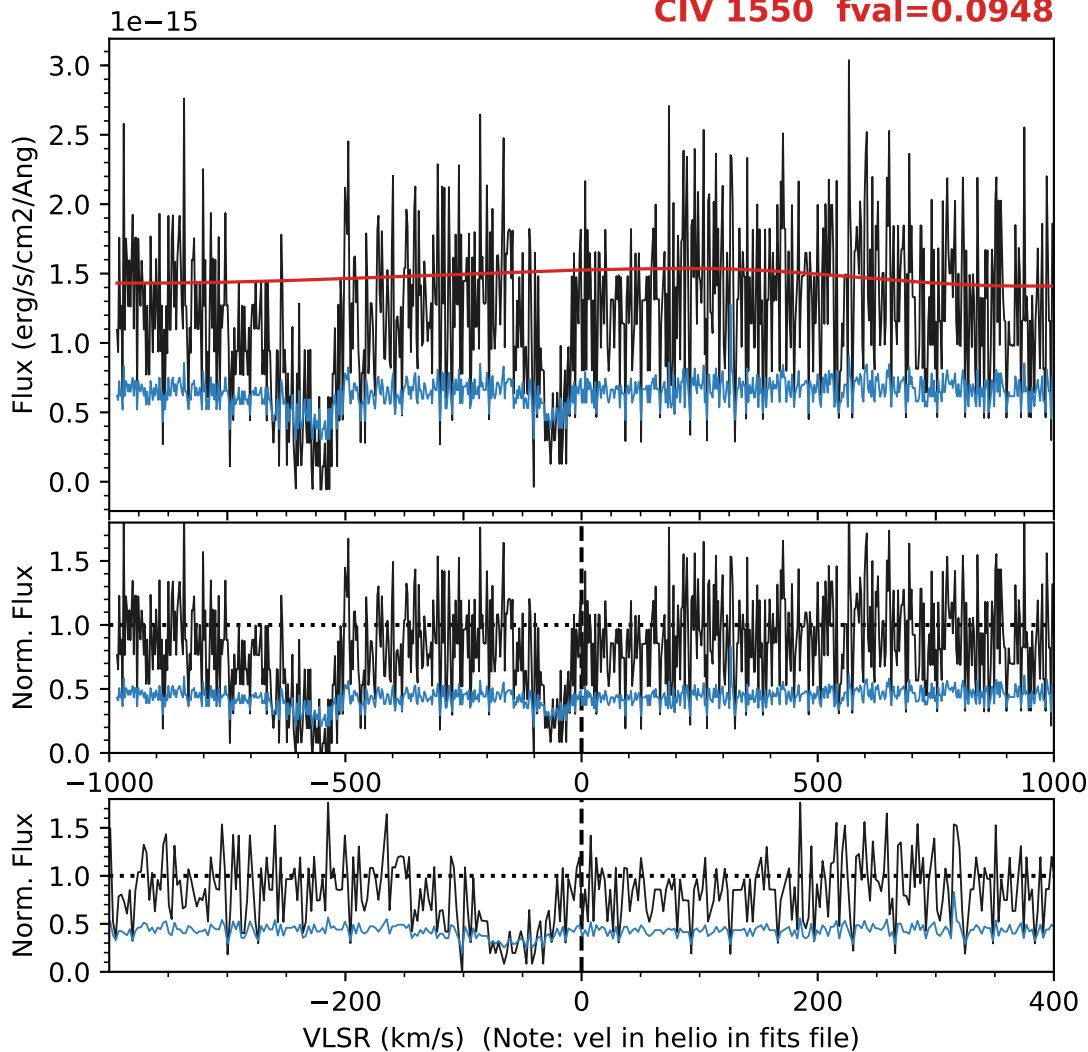 CIV 1550 fval=0.0948
1e−15
3.0
2.5
2.0
1.5
1.0
0.5
0.0
Flux (erg/s/cm2/Ang)
1.5
1.0
0.5
0.0
Norm. Flux
−1000 −500 0 500 1000
1.5
1.0
0.5
0.0
Norm. Flux
−200 0 200 400
VLSR (km/s) (Note: vel in helio in fits file)